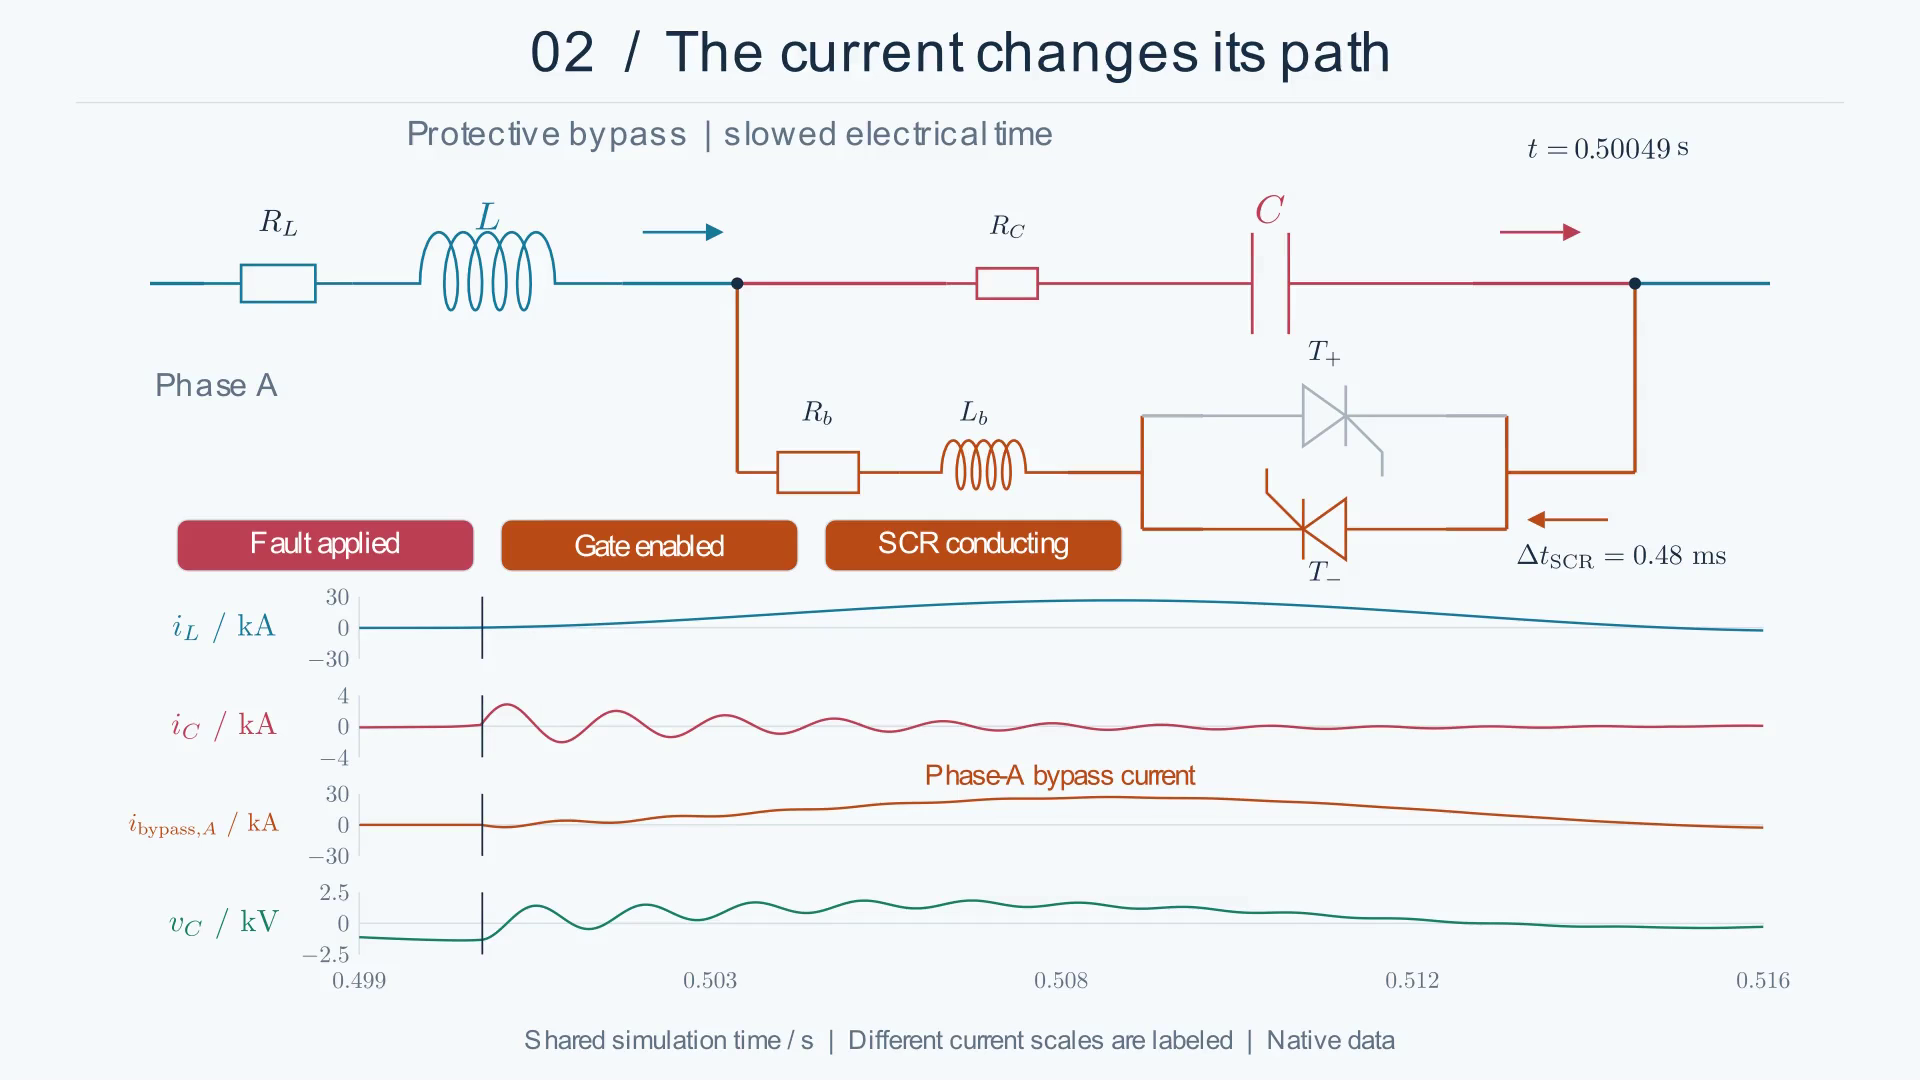 02 / The current changes its path
Protective bypass | slowed electrical time
t = 0.50049 s
R_L
L
R_C
C
T_+
Phase A
R_b
L_b
Fault applied
Gate enabled
SCR conducting
T_−
Δt_SCR = 0.48 ms
i_L / kA
30
0
−30
i_C / kA
4
0
−4
Phase-A bypass current
i_bypass,A / kA
30
0
−30
v_C / kV
2.5
0
−2.5
0.499 0.503 0.508 0.512 0.516
Shared simulation time / s | Different current scales are labeled | Native data